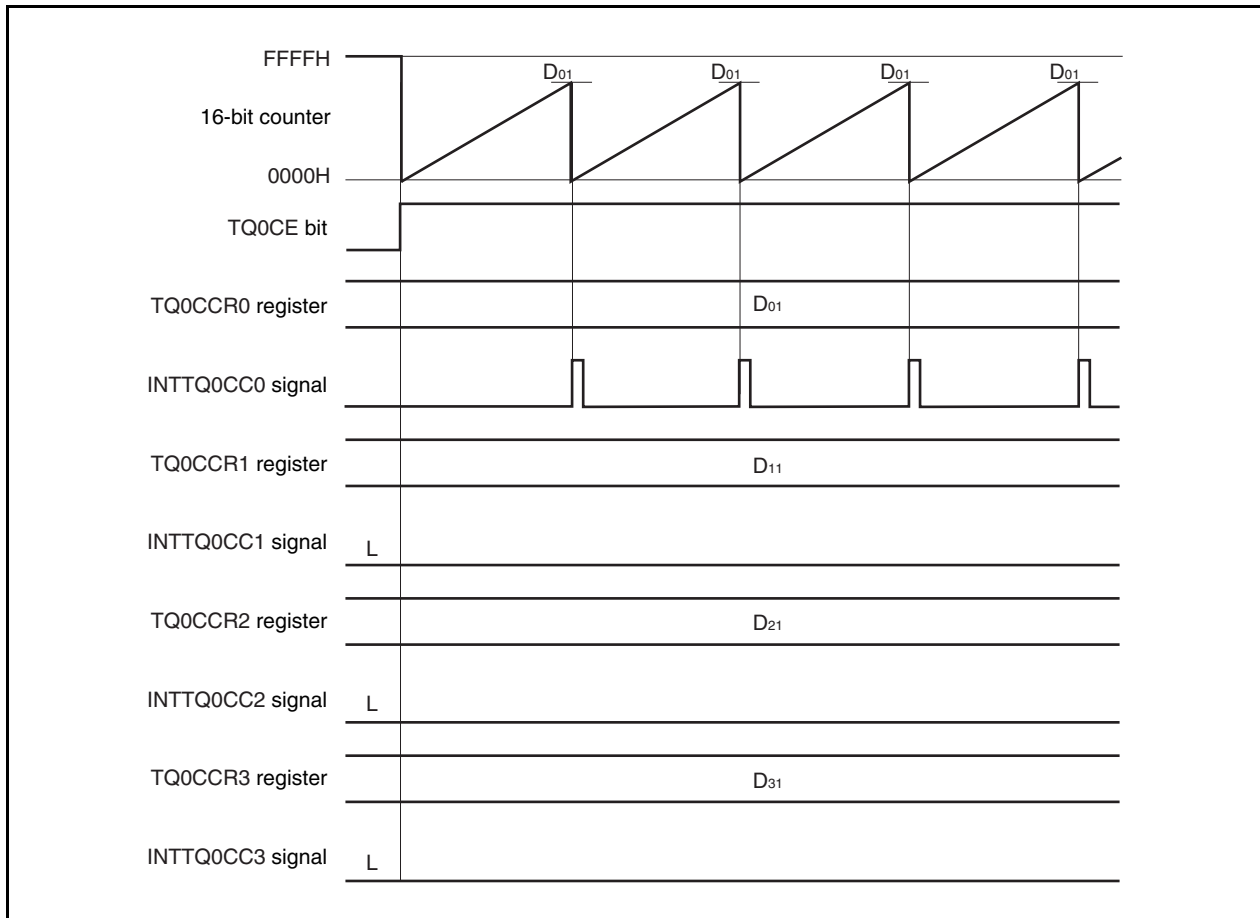 FFFFH
D01 D01 D01 D01
16-bit counter
0000H
TQ0CE bit
TQ0CCR0 register D01
INTTQ0CC0 signal
TQ0CCR1 register D11
INTTQ0CC1 signal L
TQ0CCR2 register D21
INTTQ0CC2 signal L
TQ0CCR3 register D31
INTTQ0CC3 signal L